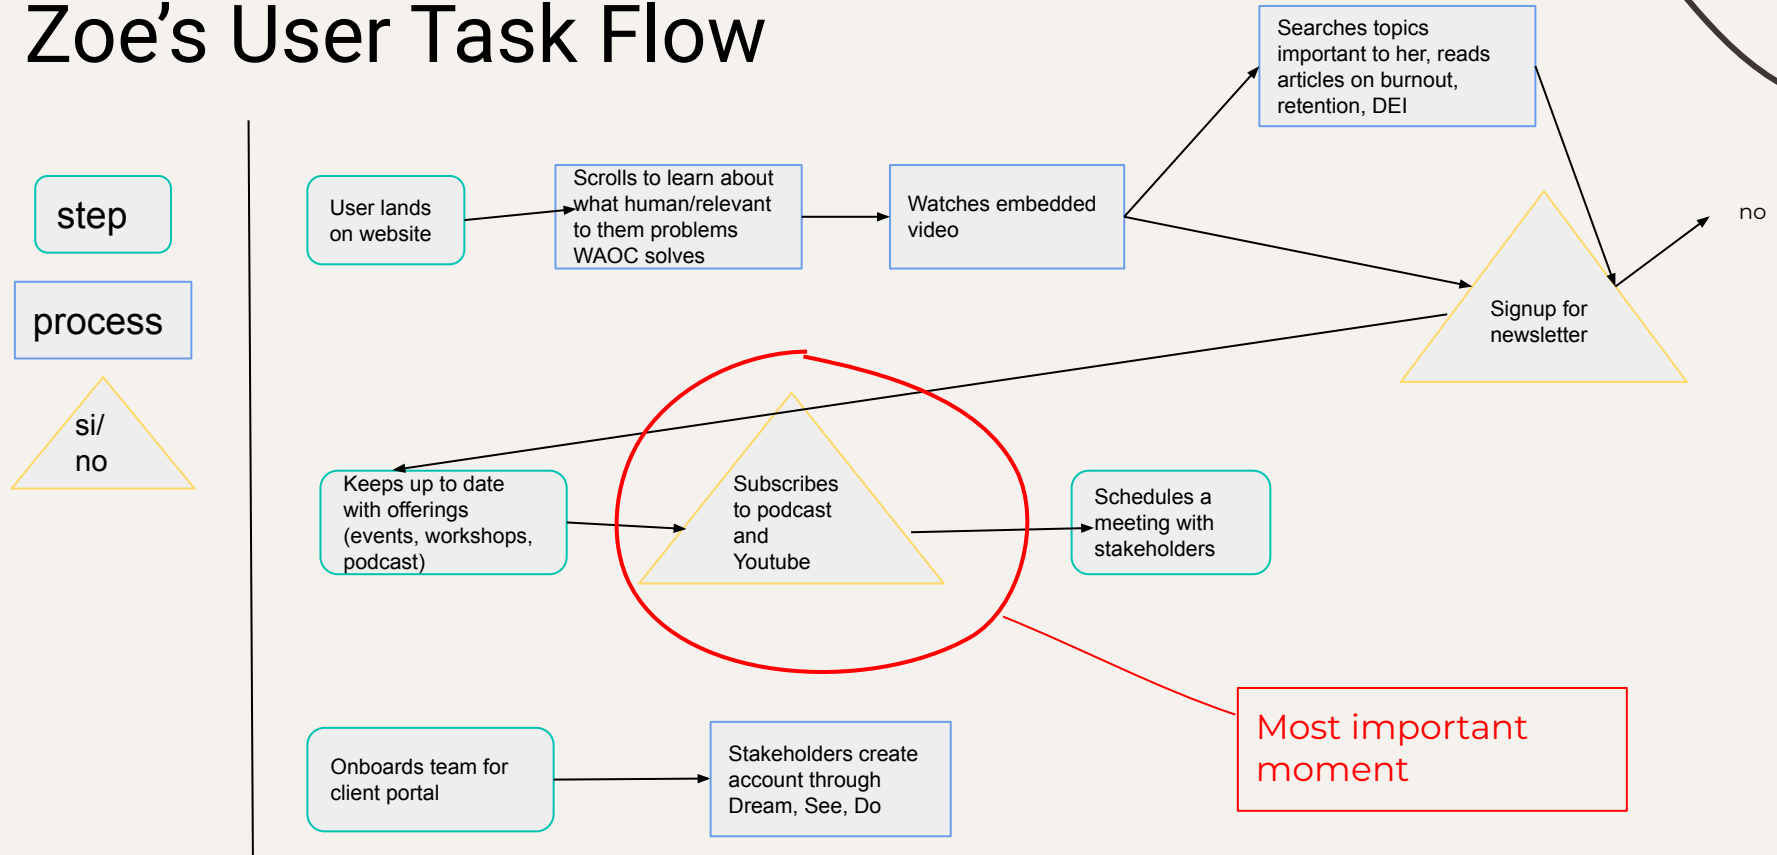 Zoe's User Task Flow
step
process
si/
no
User lands
on website
Scrolls to learn about
what human/relevant
to them problems
WAOC solves
Watches embedded
video
Searches topics
important to her, reads
articles on burnout,
retention, DEI
Signup for
newsletter
no
Keeps up to date
with offerings
(events, workshops,
podcast)
Subscribes
to podcast
and
Youtube
Schedules a
meeting with
stakeholders
Most important
moment
Onboards team for
client portal
Stakeholders create
account through
Dream, See, Do